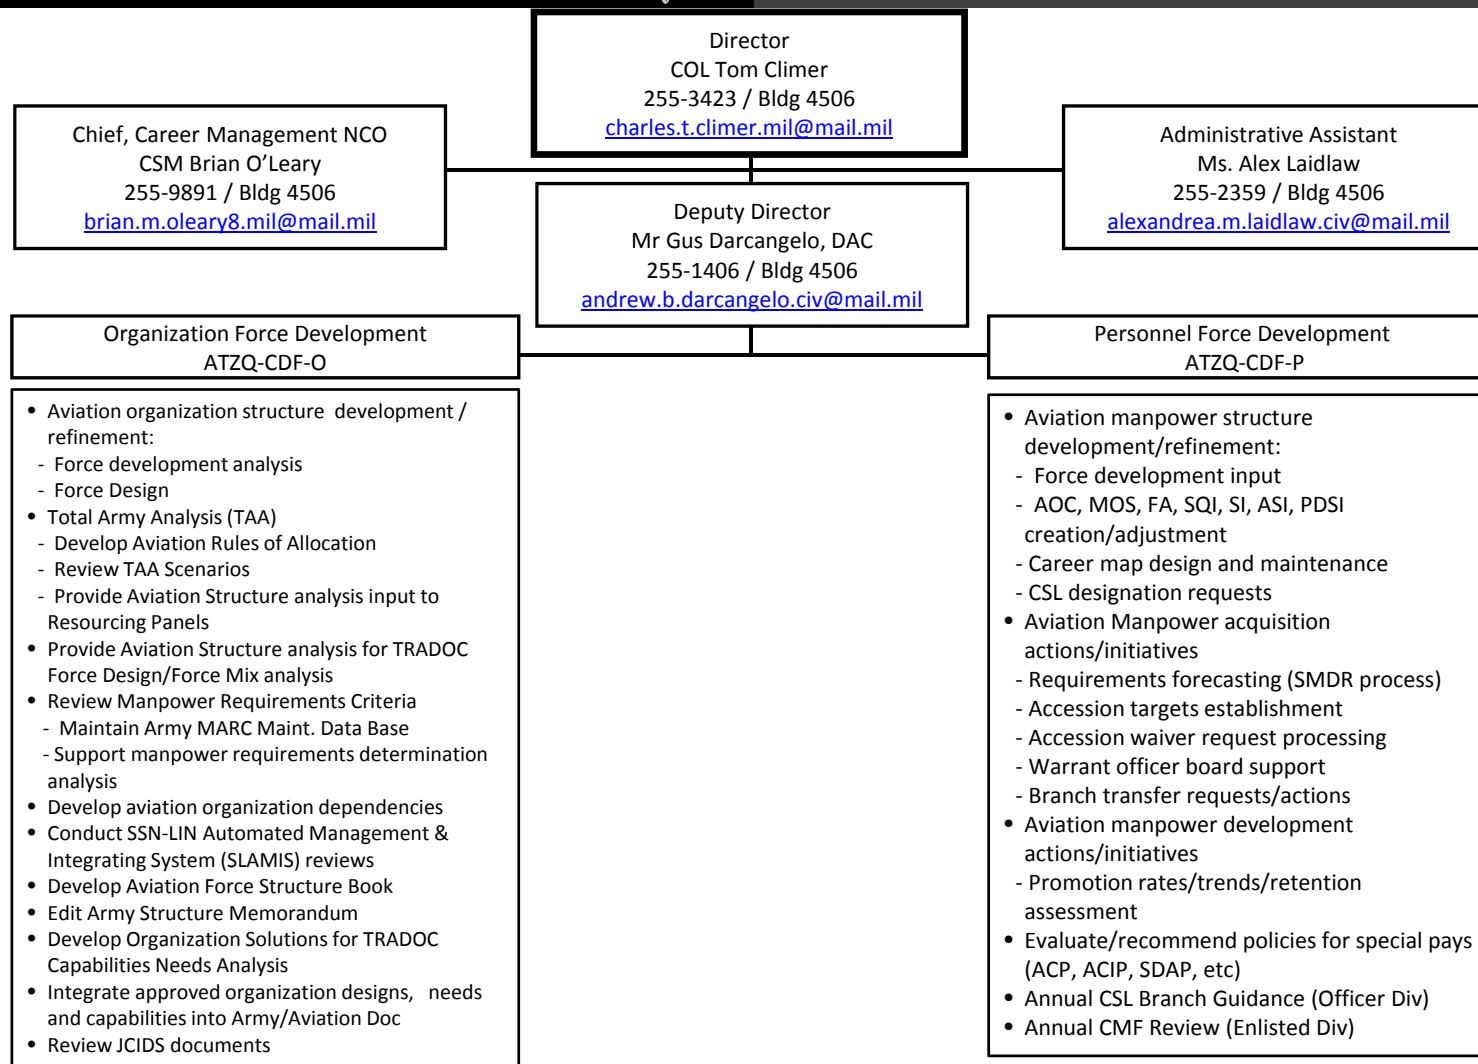 Director
COL Tom Climer
255-3423 / Bldg 4506
charles.t.climer.mil@mail.mil
Chief, Career Management NCO
CSM Brian O’Leary
255-9891 / Bldg 4506
brian.m.oleary8.mil@mail.mil
Administrative Assistant
Ms. Alex Laidlaw
255-2359 / Bldg 4506
alexandrea.m.laidlaw.civ@mail.mil
Deputy Director
Mr Gus Darcangelo, DAC
255-1406 / Bldg 4506
andrew.b.darcangelo.civ@mail.mil
Organization Force Development
ATZQ-CDF-O
• Aviation organization structure development /
refinement:
- Force development analysis
- Force Design
• Total Army Analysis (TAA)
- Develop Aviation Rules of Allocation
- Review TAA Scenarios
- Provide Aviation Structure analysis input to
Resourcing Panels
• Provide Aviation Structure analysis for TRADOC
Force Design/Force Mix analysis
• Review Manpower Requirements Criteria
- Maintain Army MARC Maint. Data Base
- Support manpower requirements determination
analysis
• Develop aviation organization dependencies
• Conduct SSN-LIN Automated Management &
Integrating System (SLAMIS) reviews
• Develop Aviation Force Structure Book
• Edit Army Structure Memorandum
• Develop Organization Solutions for TRADOC
Capabilities Needs Analysis
• Integrate approved organization designs, needs
and capabilities into Army/Aviation Doc
• Review JCIDS documents
Personnel Force Development
ATZQ-CDF-P
• Aviation manpower structure
development/refinement:
- Force development input
- AOC, MOS, FA, SQI, SI, ASI, PDSI
creation/adjustment
- Career map design and maintenance
- CSL designation requests
• Aviation Manpower acquisition
actions/initiatives
- Requirements forecasting (SMDR process)
- Accession targets establishment
- Accession waiver request processing
- Warrant officer board support
- Branch transfer requests/actions
• Aviation manpower development
actions/initiatives
- Promotion rates/trends/retention
assessment
• Evaluate/recommend policies for special pays
(ACP, ACIP, SDAP, etc)
• Annual CSL Branch Guidance (Officer Div)
• Annual CMF Review (Enlisted Div)